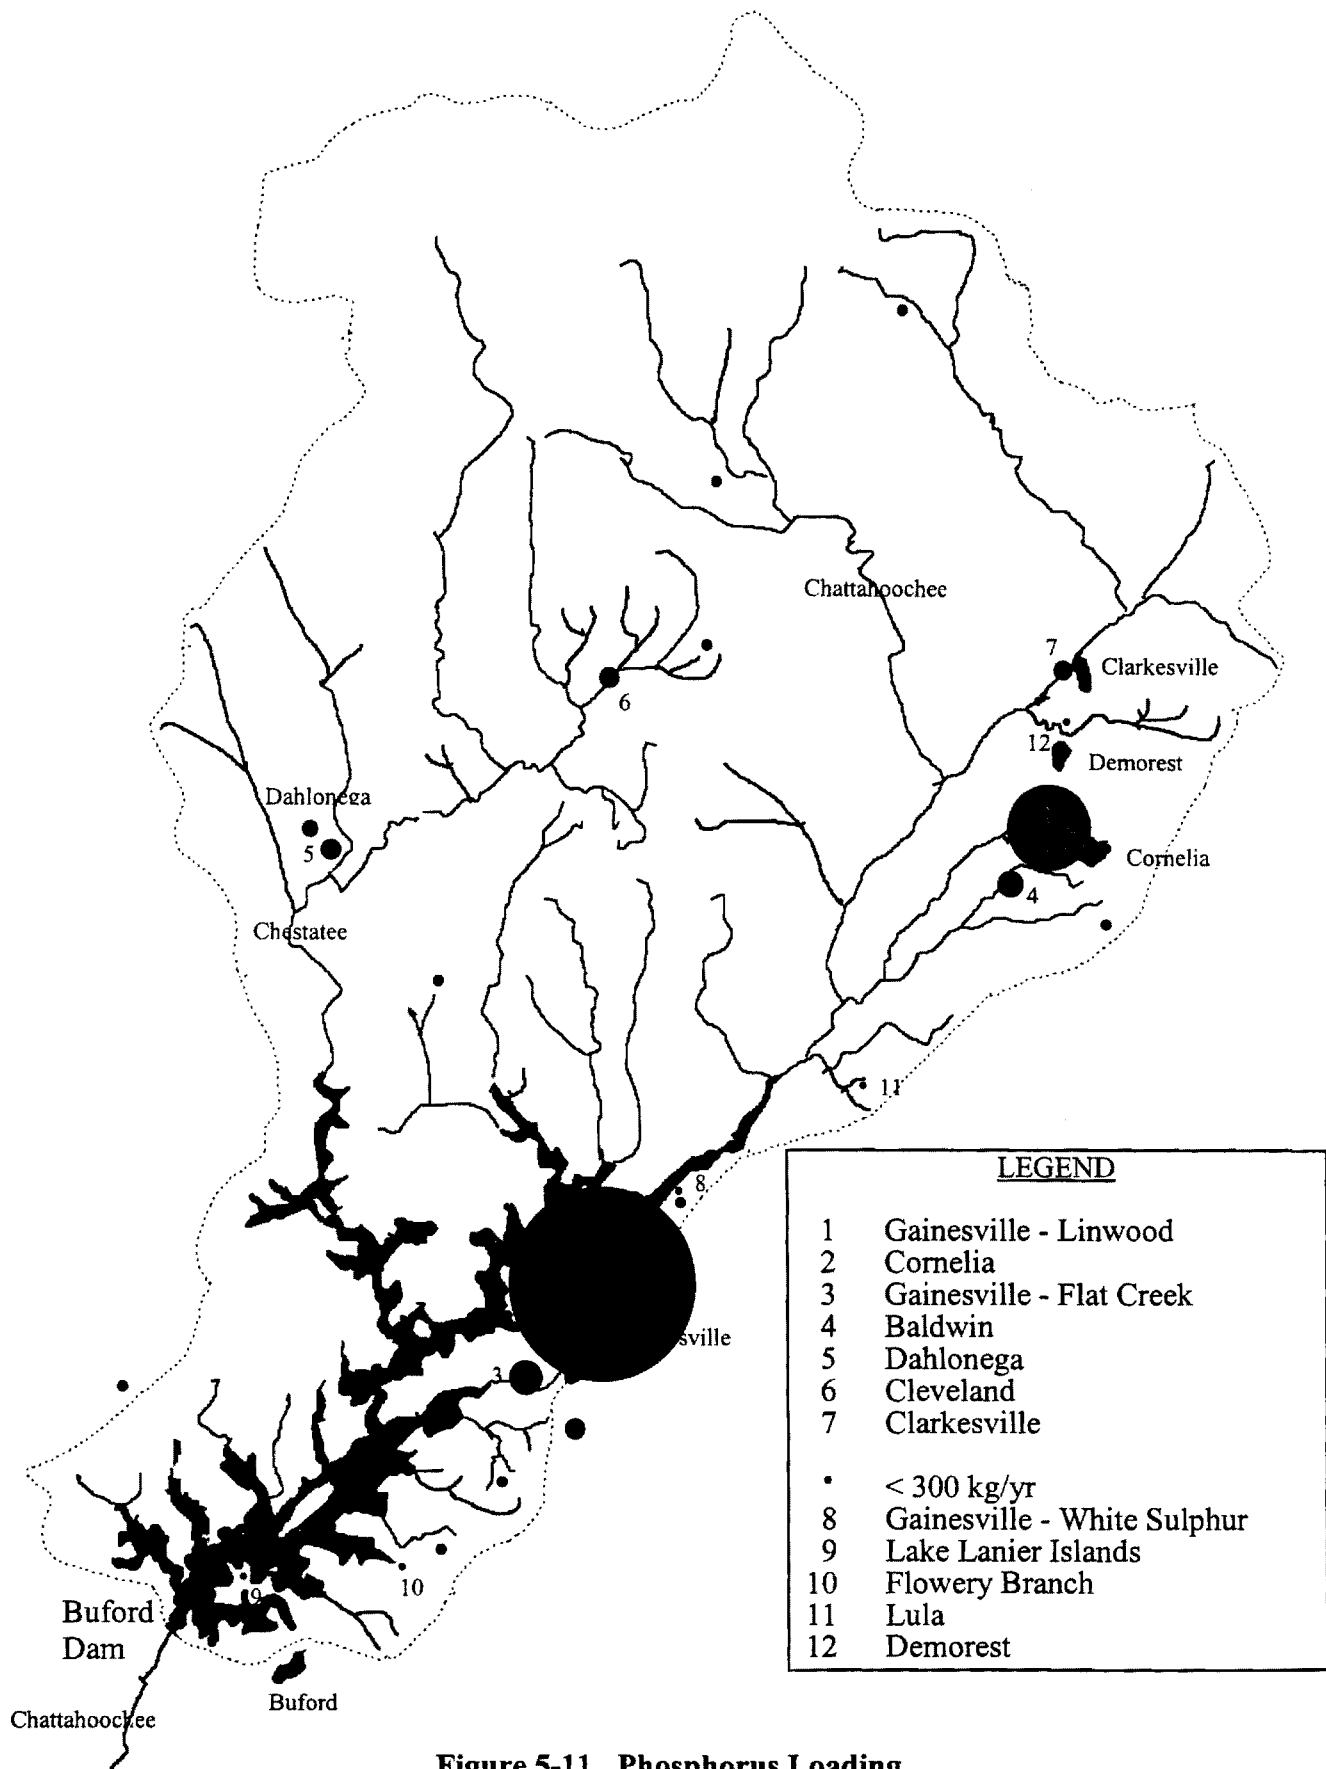 Chattahoochee
7
Clarkesville
6
12
Demorest
Dahlonega
5
Cornelia
4
Chestatee
11
8
sville
3
10
9
Buford
Dam
Buford
Chattahoochee
LEGEND
1 Gainesville - Linwood
2 Cornelia
3 Gainesville - Flat Creek
4 Baldwin
5 Dahlonega
6 Cleveland
7 Clarkesville
• < 300 kg/yr
8 Gainesville - White Sulphur
9 Lake Lanier Islands
10 Flowery Branch
11 Lula
12 Demorest
Figure 5-11. Phosphorus Loading